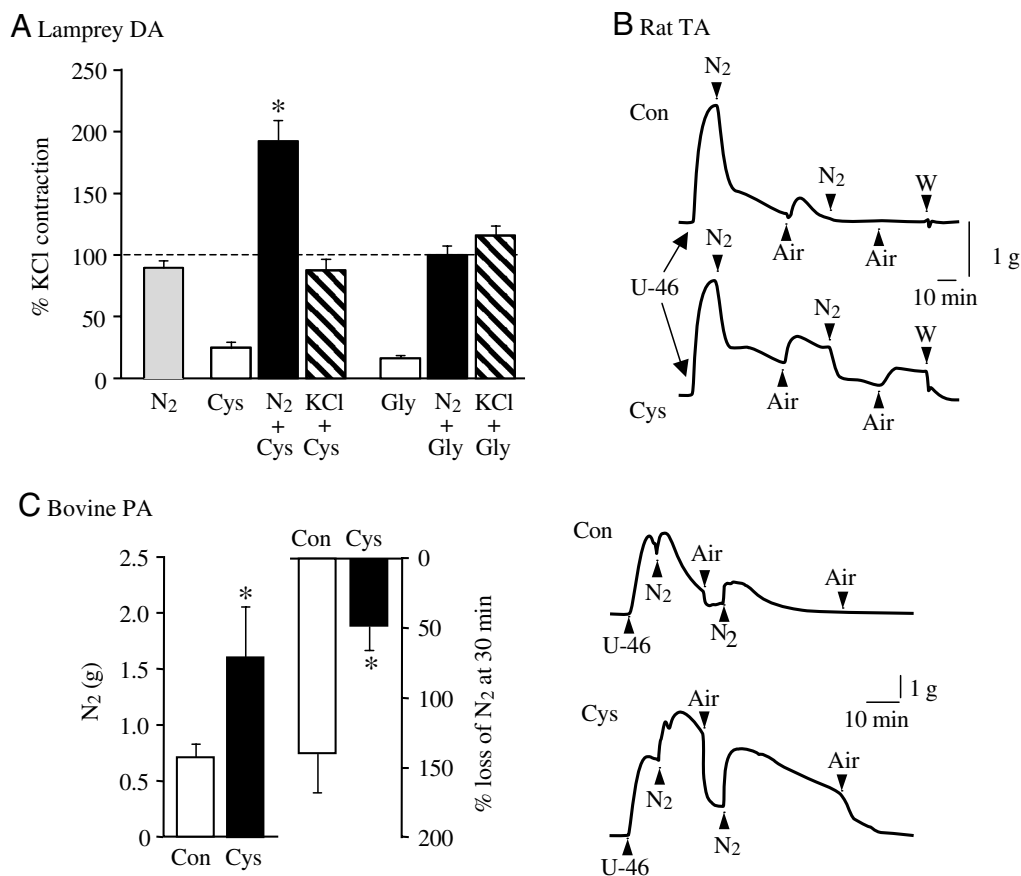 A Lamprey DA
250
200
150
100
50
0
% KCl contraction
*
N2
Cys
N2
+
Cys
KCl
+
Cys
Gly
N2
+
Gly
KCl
+
Gly
B Rat TA
Con
N2
Air
N2
Air
W
U-46
1 g
10 min
Cys
N2
Air
N2
Air
W
C Bovine PA
2.5
2.0
1.5
1.0
0.5
0
N2 (g)
*
Con
Cys
Con
Cys
*
0
50
100
150
200
% loss of N2 at 30 min
Con
U-46
N2
Air
N2
Air
1 g
10 min
Cys
U-46
N2
Air
N2
Air